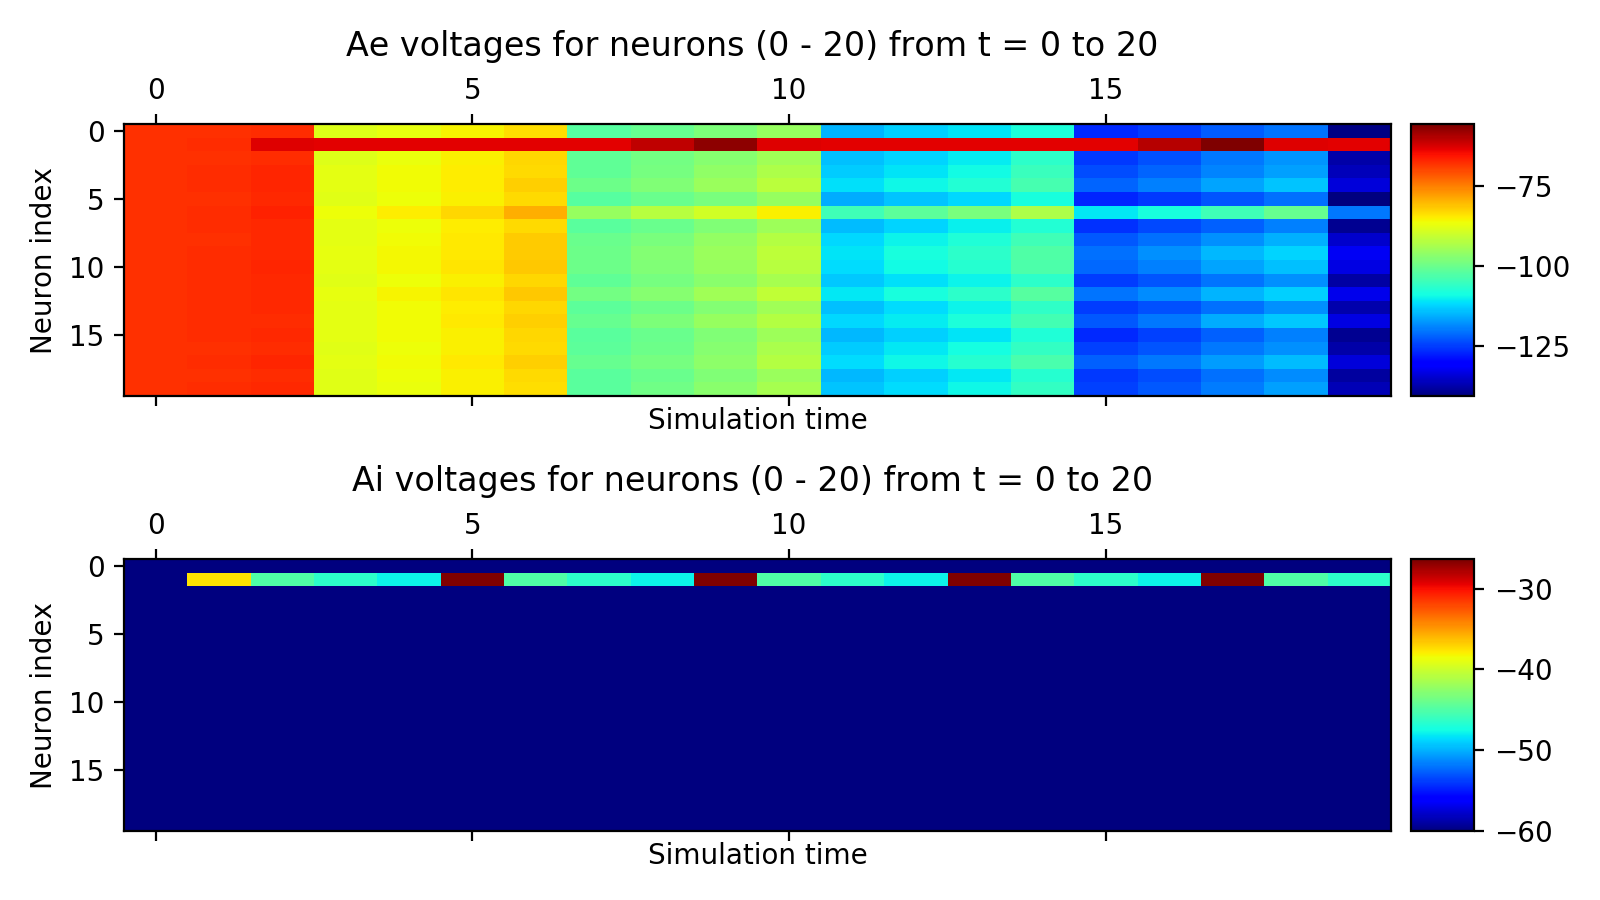 Ae voltages for neurons (0 - 20) from t = 0 to 20
0 5 10 15
Neuron index
0
5
10
15
Simulation time
−75
−100
−125
Ai voltages for neurons (0 - 20) from t = 0 to 20
0 5 10 15
Neuron index
0
5
10
15
Simulation time
−30
−40
−50
−60